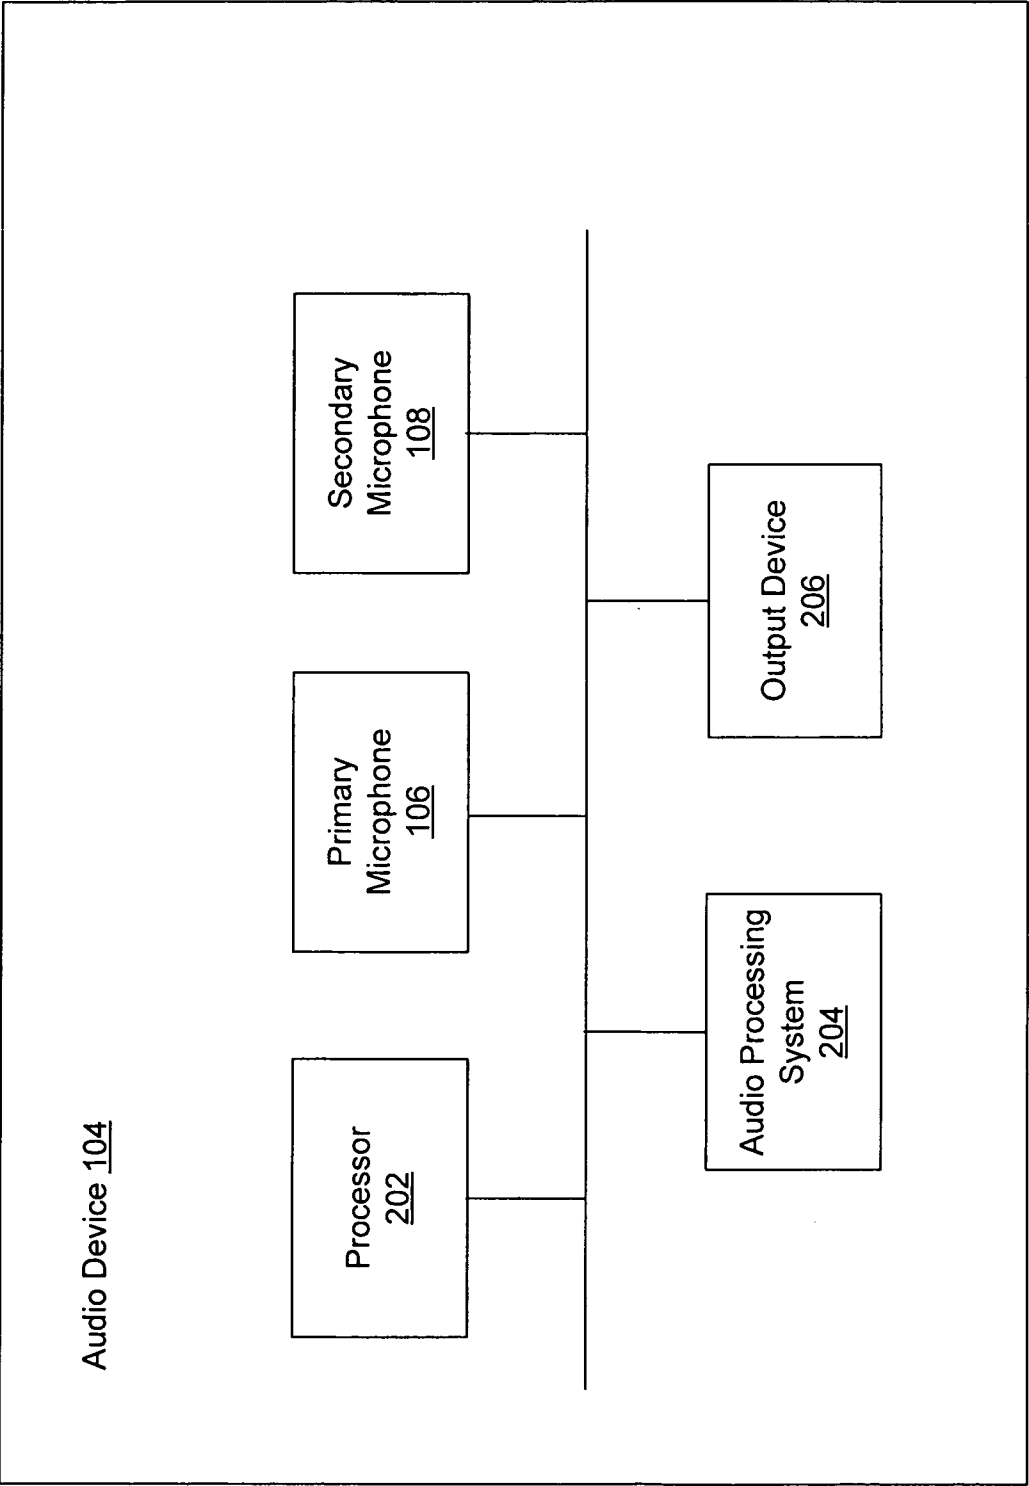 Audio Device 104
Processor
202
Primary
Microphone
106
Secondary
Microphone
108
Audio Processing
System
204
Output Device
206